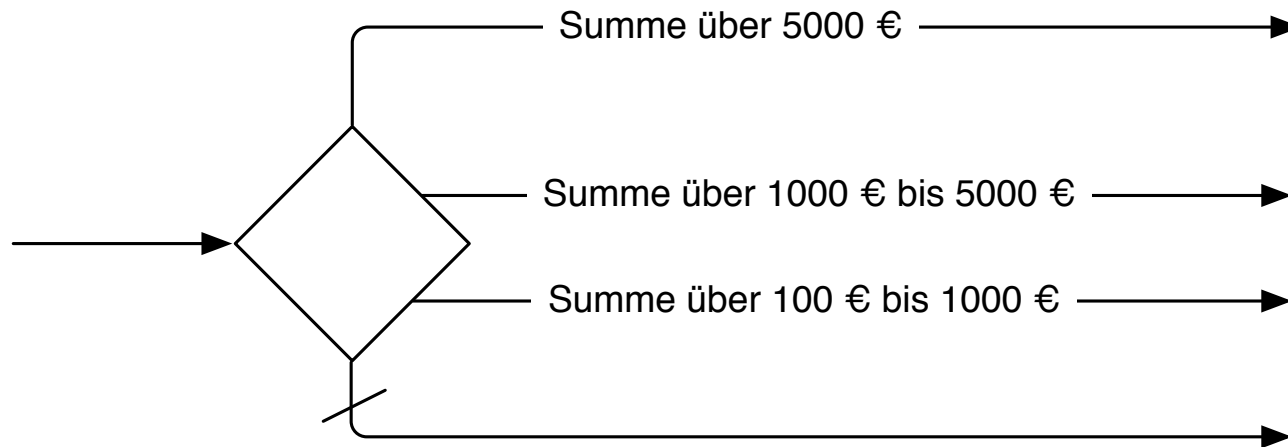 Summe über 5000 €
Summe über 1000 € bis 5000 €
Summe über 100 € bis 1000 €